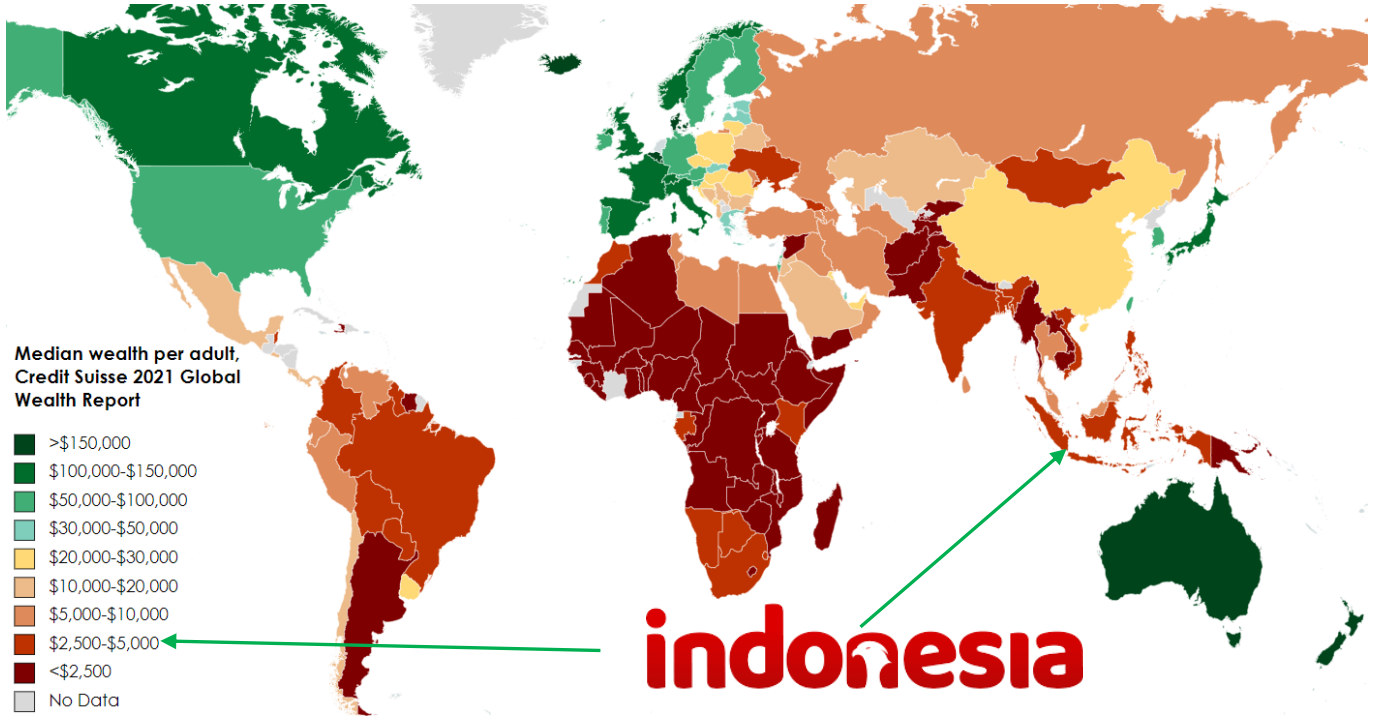 Median wealth per adult,
Credit Suisse 2021 Global
Wealth Report
>$150,000
$100,000-$150,000
$50,000-$100,000
$30,000-$50,000
$20,000-$30,000
$10,000-$20,000
$5,000-$10,000
$2,500-$5,000
<$2,500
No Data
indonesia